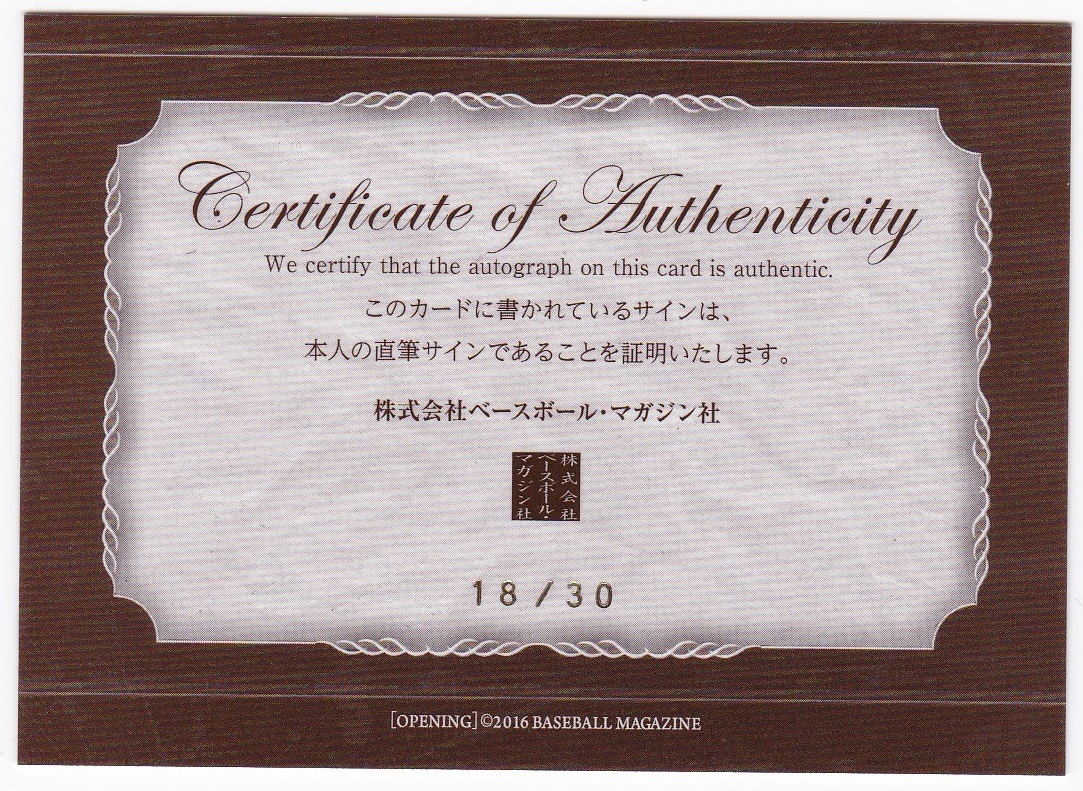 Certificate of Authenticity
We certify that the autograph on this card is authentic.
このカードに書かれているサインは、
本人の直筆サインであることを証明いたします。
株式会社ベースボール・マガジン社
株式会社
ベースボール・
マガジン社
18/30
[OPENING]©2016 BASEBALL MAGAZINE